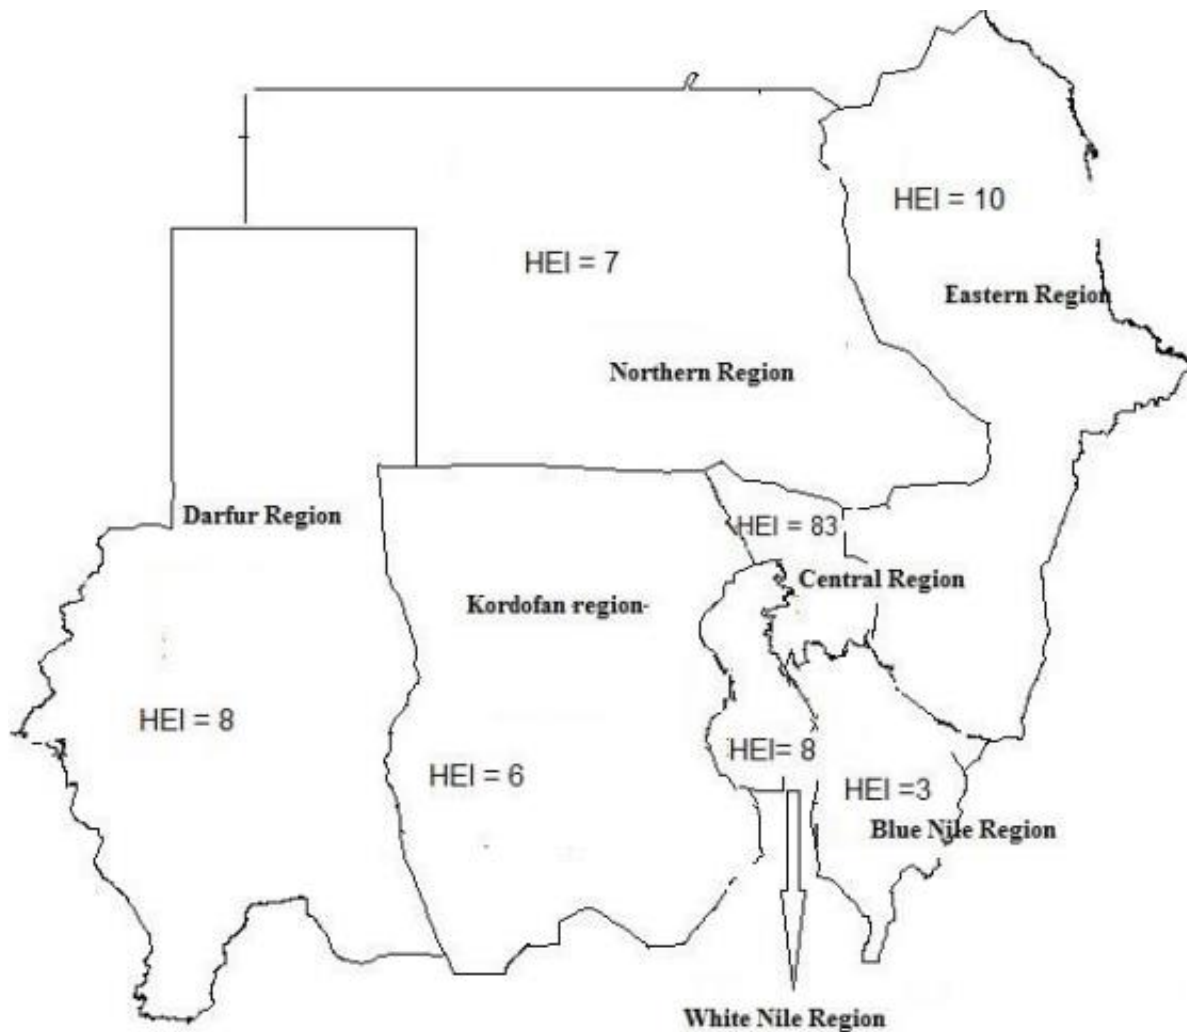 HEI = 10
HEI = 7
Eastern Region
Northern Region
Darfur Region
HEI = 83
Central Region
Kordofan region-
HEI = 8
HEI= 8
HEI = 6
HEI =3
Blue Nile Region
White Nile Region